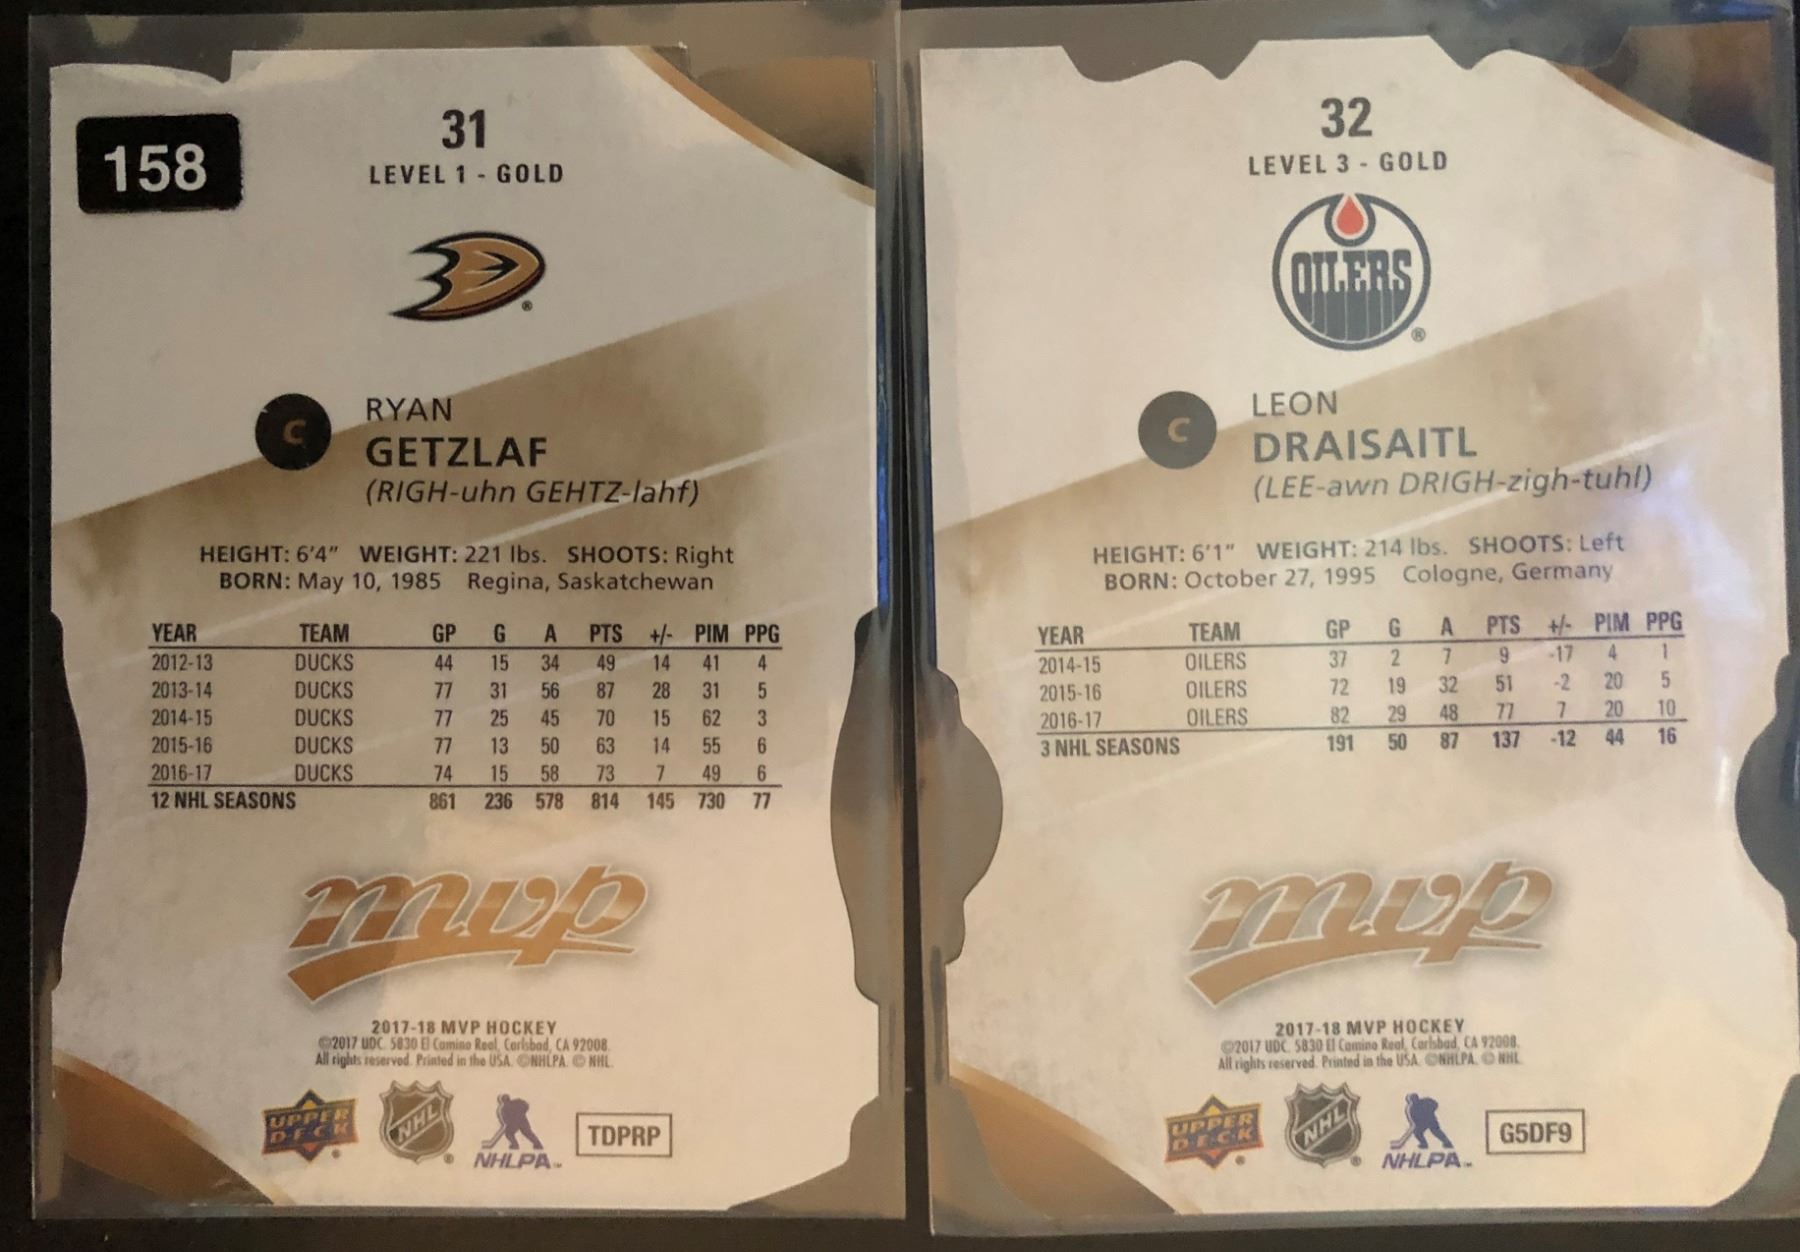 158
31
LEVEL 1 - GOLD
®
C
RYAN
GETZLAF
(RIGH-uhn GEHTZ-lahf)
HEIGHT: 6'4" WEIGHT: 221 lbs. SHOOTS: Right
BORN: May 10, 1985 Regina, Saskatchewan
YEAR TEAM GP G A PTS +/- PIM PPG
2012-13 DUCKS 44 15 34 49 14 41 4
2013-14 DUCKS 77 31 56 87 28 31 5
2014-15 DUCKS 77 25 45 70 15 62 3
2015-16 DUCKS 77 13 50 63 14 55 6
2016-17 DUCKS 74 15 58 73 7 49 6
12 NHL SEASONS 861 236 578 814 145 730 77
mvp
2017-18 MVP HOCKEY
©2017 UDC. 5830 El Camino Real, Carlsbad, CA 92008.
All rights reserved. Printed in the USA. ©NHLPA. © NHL.
UPPER
DECK
®
NHL
®
NHLPA™
TDPRP
32
LEVEL 3 - GOLD
OILERS
®
C
LEON
DRAISAITL
(LEE-awn DRIGH-zigh-tuhl)
HEIGHT: 6'1" WEIGHT: 214 lbs. SHOOTS: Left
BORN: October 27, 1995 Cologne, Germany
YEAR TEAM GP G A PTS +/- PIM PPG
2014-15 OILERS 37 2 7 9 -17 4 1
2015-16 OILERS 72 19 32 51 -2 20 5
2016-17 OILERS 82 29 48 77 7 20 10
3 NHL SEASONS 191 50 87 137 -12 44 16
mvp
2017-18 MVP HOCKEY
©2017 UDC. 5830 El Camino Real, Carlsbad, CA 92008.
All rights reserved. Printed in the USA. ©NHLPA. © NHL.
UPPER
DECK
®
NHL
®
NHLPA™
G5DF9